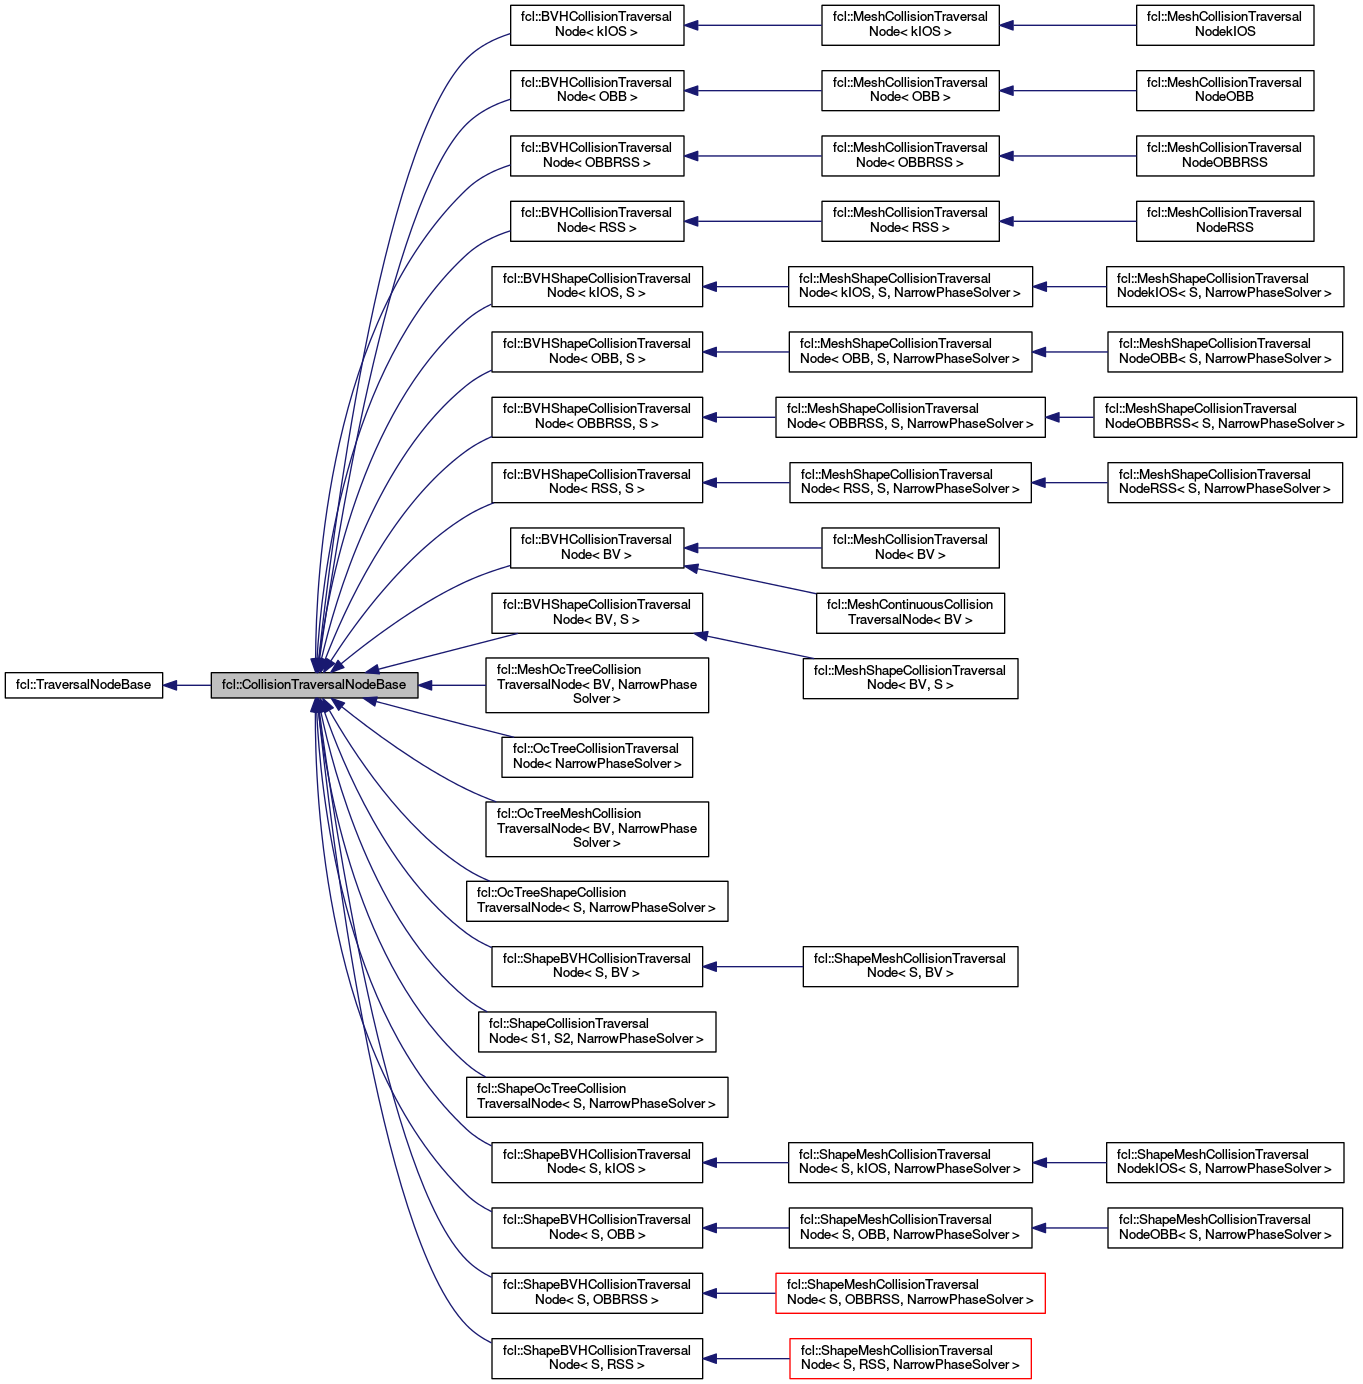 fcl::BVHCollisionTraversal
Node< kIOS >
fcl::MeshCollisionTraversal
Node< kIOS >
fcl::MeshCollisionTraversal
NodekIOS
fcl::BVHCollisionTraversal
Node< OBB >
fcl::MeshCollisionTraversal
Node< OBB >
fcl::MeshCollisionTraversal
NodeOBB
fcl::BVHCollisionTraversal
Node< OBBRSS >
fcl::MeshCollisionTraversal
Node< OBBRSS >
fcl::MeshCollisionTraversal
NodeOBBRSS
fcl::BVHCollisionTraversal
Node< RSS >
fcl::MeshCollisionTraversal
Node< RSS >
fcl::MeshCollisionTraversal
NodeRSS
fcl::BVHShapeCollisionTraversal
Node< kIOS, S >
fcl::MeshShapeCollisionTraversal
Node< kIOS, S, NarrowPhaseSolver >
fcl::MeshShapeCollisionTraversal
NodekIOS< S, NarrowPhaseSolver >
fcl::BVHShapeCollisionTraversal
Node< OBB, S >
fcl::MeshShapeCollisionTraversal
Node< OBB, S, NarrowPhaseSolver >
fcl::MeshShapeCollisionTraversal
NodeOBB< S, NarrowPhaseSolver >
fcl::BVHShapeCollisionTraversal
Node< OBBRSS, S >
fcl::MeshShapeCollisionTraversal
Node< OBBRSS, S, NarrowPhaseSolver >
fcl::MeshShapeCollisionTraversal
NodeOBBRSS< S, NarrowPhaseSolver >
fcl::BVHShapeCollisionTraversal
Node< RSS, S >
fcl::MeshShapeCollisionTraversal
Node< RSS, S, NarrowPhaseSolver >
fcl::MeshShapeCollisionTraversal
NodeRSS< S, NarrowPhaseSolver >
fcl::BVHCollisionTraversal
Node< BV >
fcl::MeshCollisionTraversal
Node< BV >
fcl::MeshContinuousCollision
TraversalNode< BV >
fcl::BVHShapeCollisionTraversal
Node< BV, S >
fcl::MeshShapeCollisionTraversal
Node< BV, S >
fcl::TraversalNodeBase
fcl::CollisionTraversalNodeBase
fcl::MeshOcTreeCollision
TraversalNode< BV, NarrowPhase
Solver >
fcl::OcTreeCollisionTraversal
Node< NarrowPhaseSolver >
fcl::OcTreeMeshCollision
TraversalNode< BV, NarrowPhase
Solver >
fcl::OcTreeShapeCollision
TraversalNode< S, NarrowPhaseSolver >
fcl::ShapeBVHCollisionTraversal
Node< S, BV >
fcl::ShapeMeshCollisionTraversal
Node< S, BV >
fcl::ShapeCollisionTraversal
Node< S1, S2, NarrowPhaseSolver >
fcl::ShapeOcTreeCollision
TraversalNode< S, NarrowPhaseSolver >
fcl::ShapeBVHCollisionTraversal
Node< S, kIOS >
fcl::ShapeMeshCollisionTraversal
Node< S, kIOS, NarrowPhaseSolver >
fcl::ShapeMeshCollisionTraversal
NodekIOS< S, NarrowPhaseSolver >
fcl::ShapeBVHCollisionTraversal
Node< S, OBB >
fcl::ShapeMeshCollisionTraversal
Node< S, OBB, NarrowPhaseSolver >
fcl::ShapeMeshCollisionTraversal
NodeOBB< S, NarrowPhaseSolver >
fcl::ShapeBVHCollisionTraversal
Node< S, OBBRSS >
fcl::ShapeMeshCollisionTraversal
Node< S, OBBRSS, NarrowPhaseSolver >
fcl::ShapeBVHCollisionTraversal
Node< S, RSS >
fcl::ShapeMeshCollisionTraversal
Node< S, RSS, NarrowPhaseSolver >